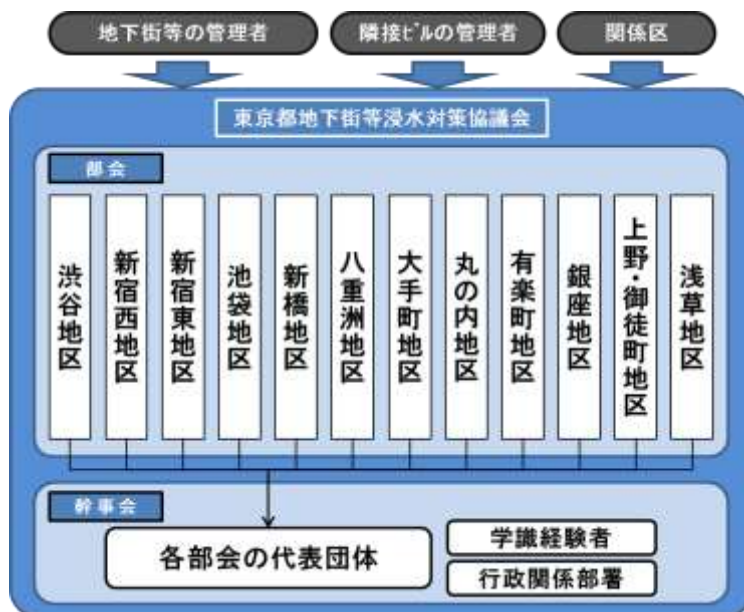 地下街等の管理者
隣接ﾋﾞﾙの管理者
関係区
東京都地下街等浸水対策協議会
部会
渋谷地区
新宿西地区
新宿東地区
池袋地区
新橋地区
八重洲地区
大手町地区
丸の内地区
有楽町地区
銀座地区
上野・御徒町地区
浅草地区
幹事会
各部会の代表団体
学識経験者
行政関係部署